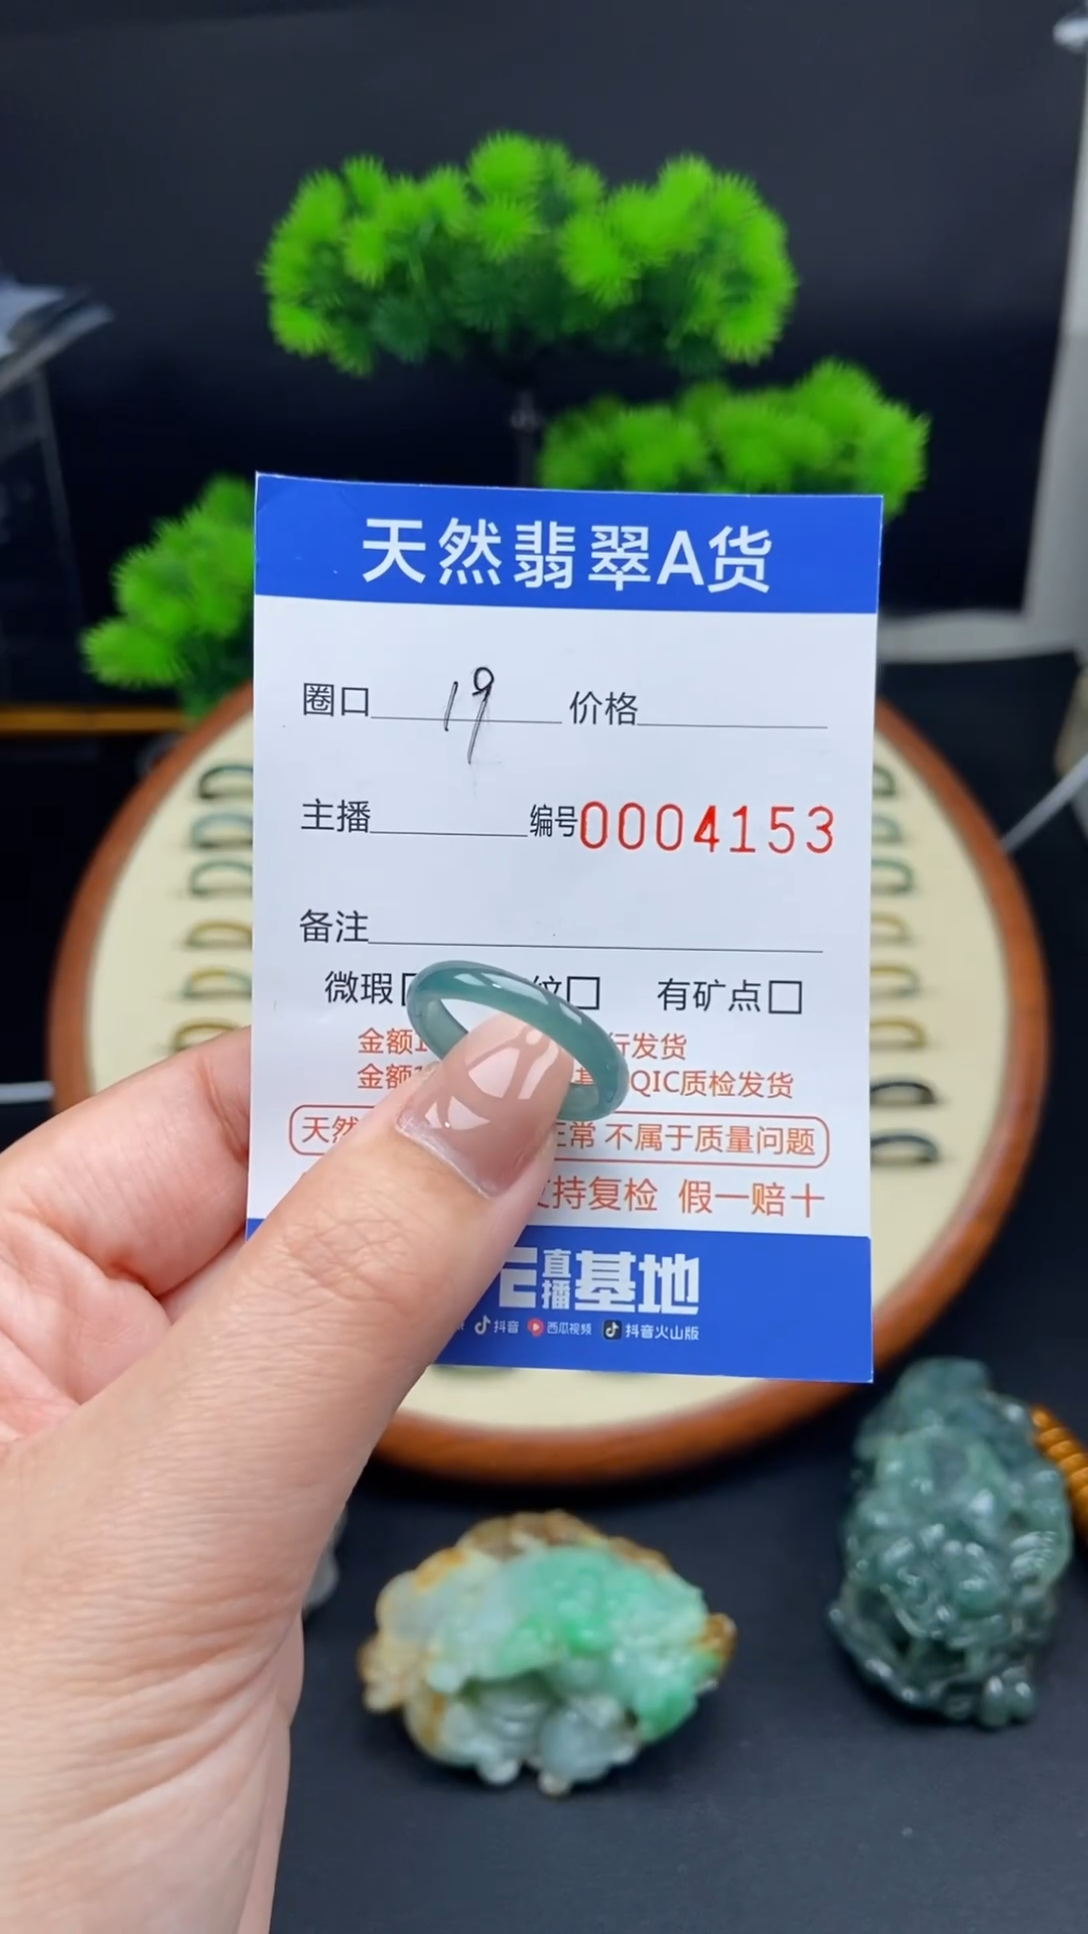 天然翡翠A货
圈口 19 价格
主播 编号0004153
备注
微瑕 纹 有矿点
金额1 行发货
金额1 QIC质检发货
天然 正常 不属于质量问题
支持复检 假一赔十
直播基地
抖音 西瓜视频 抖音火山版